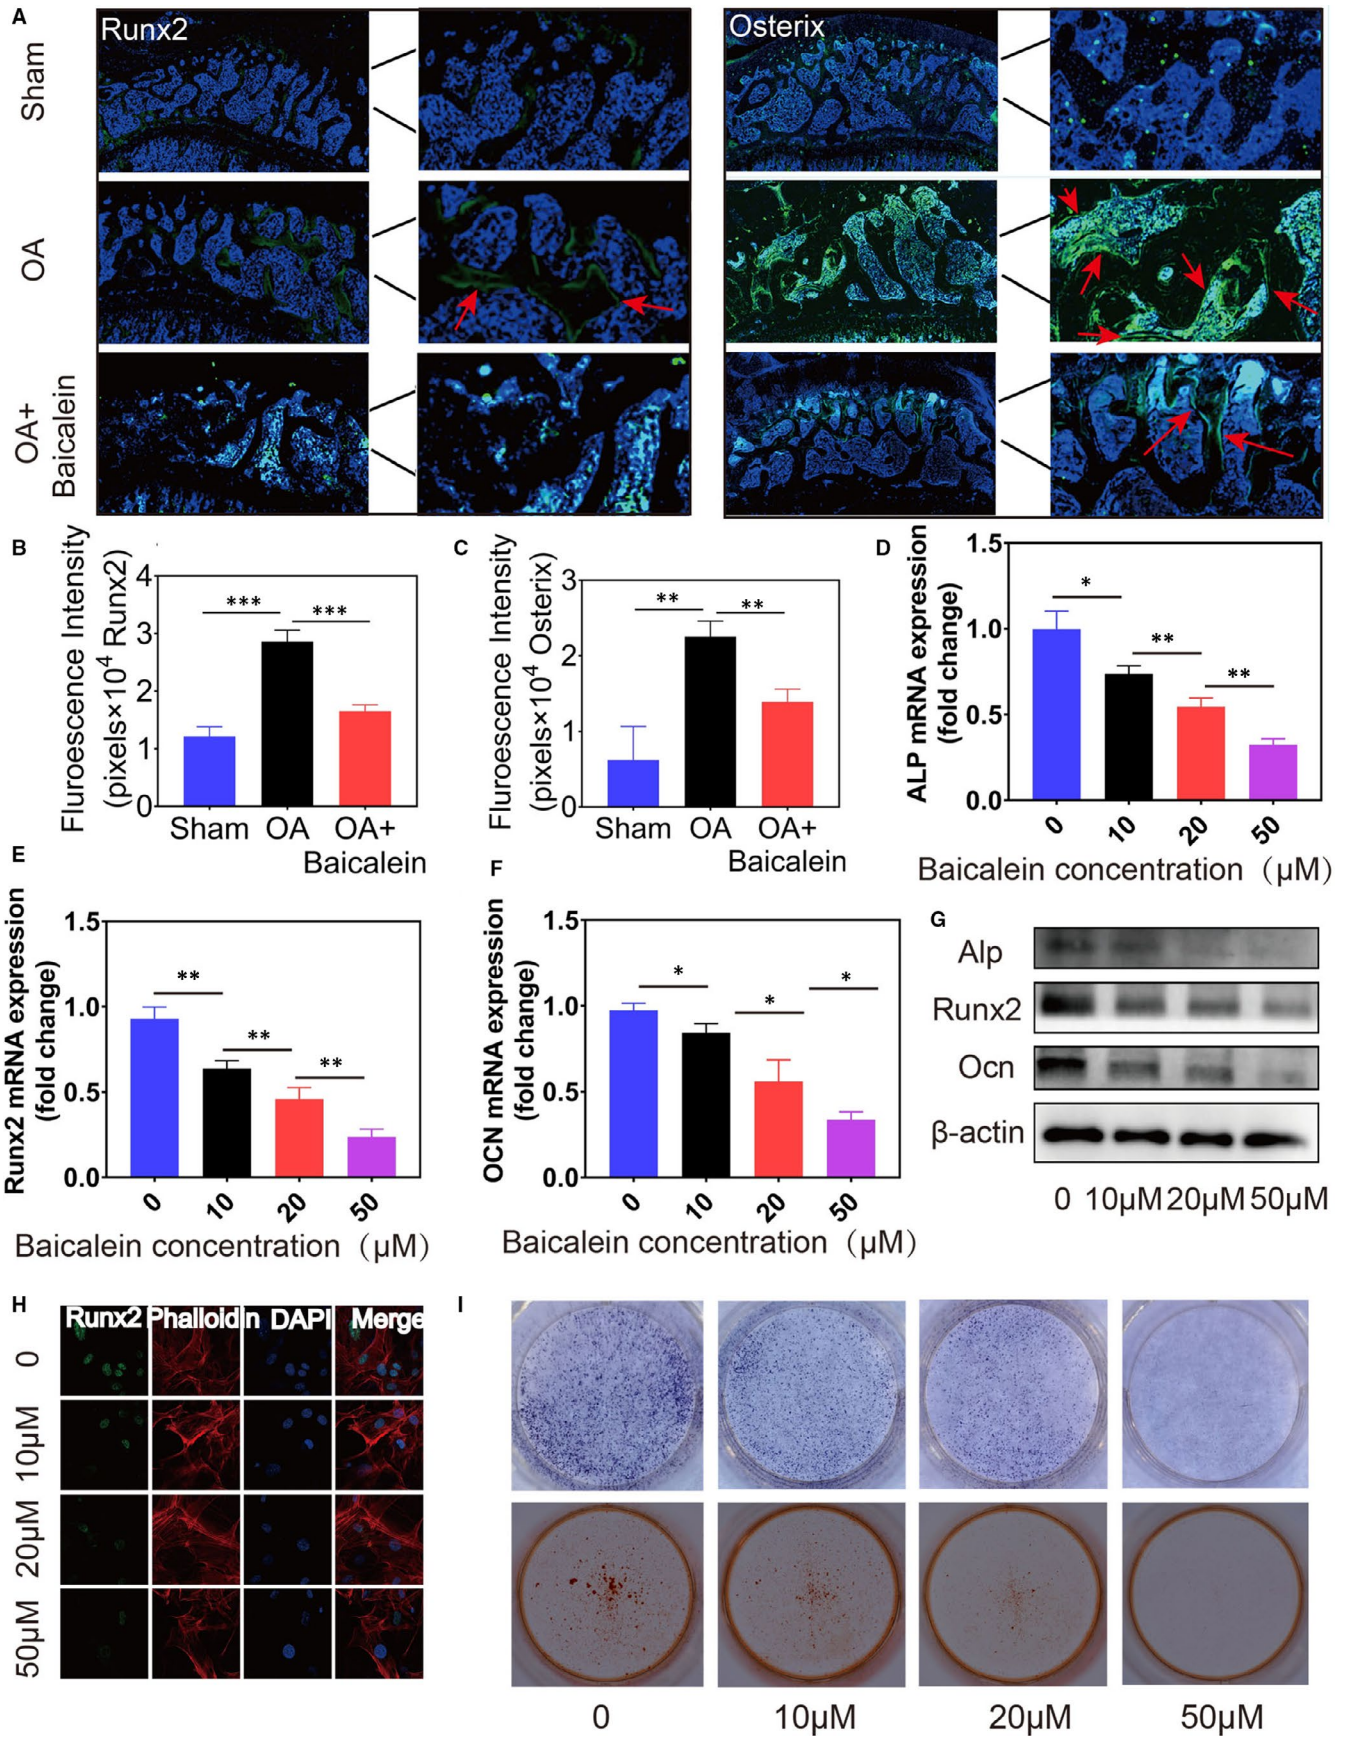 A
Runx2
Osterix
Sham
OA
OA+
Baicalein
B
Fluroescence Intensity
(pixels×10⁴ Runx2)
4
3
2
1
0
***
***
Sham
OA
OA+
Baicalein
C
Fluroescence Intensity
(pixels×10⁴ Osterix)
3
2
1
0
**
**
Sham
OA
OA+
Baicalein
D
ALP mRNA expression
(fold change)
1.5
1.0
0.5
0.0
*
**
**
0
10
20
50
Baicalein concentration（μM）
E
Runx2 mRNA expression
(fold change)
1.5
1.0
0.5
0.0
**
**
**
0
10
20
50
Baicalein concentration（μM）
F
OCN mRNA expression
(fold change)
1.5
1.0
0.5
0.0
*
*
*
0
10
20
50
Baicalein concentration（μM）
G
Alp
Runx2
Ocn
β-actin
0 10μM 20μM 50μM
H
Runx2 Phalloidin DAPI Merge
0
10μM
20μM
50μM
I
0
10μM
20μM
50μM